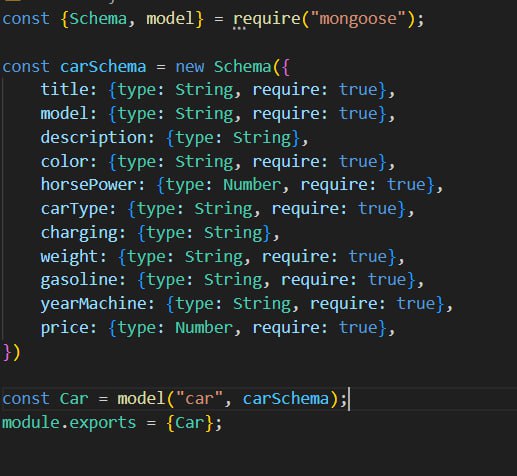 const {Schema, model} = require("mongoose");
const carSchema = new Schema({
    title: {type: String, require: true},
    model: {type: String, require: true},
    description: {type: String},
    color: {type: String, require: true},
    horsePower: {type: Number, require: true},
    carType: {type: String, require: true},
    charging: {type: String},
    weight: {type: String, require: true},
    gasoline: {type: String, require: true},
    yearMachine: {type: String, require: true},
    price: {type: Number, require: true},
})
const Car = model("car", carSchema);
module.exports = {Car};